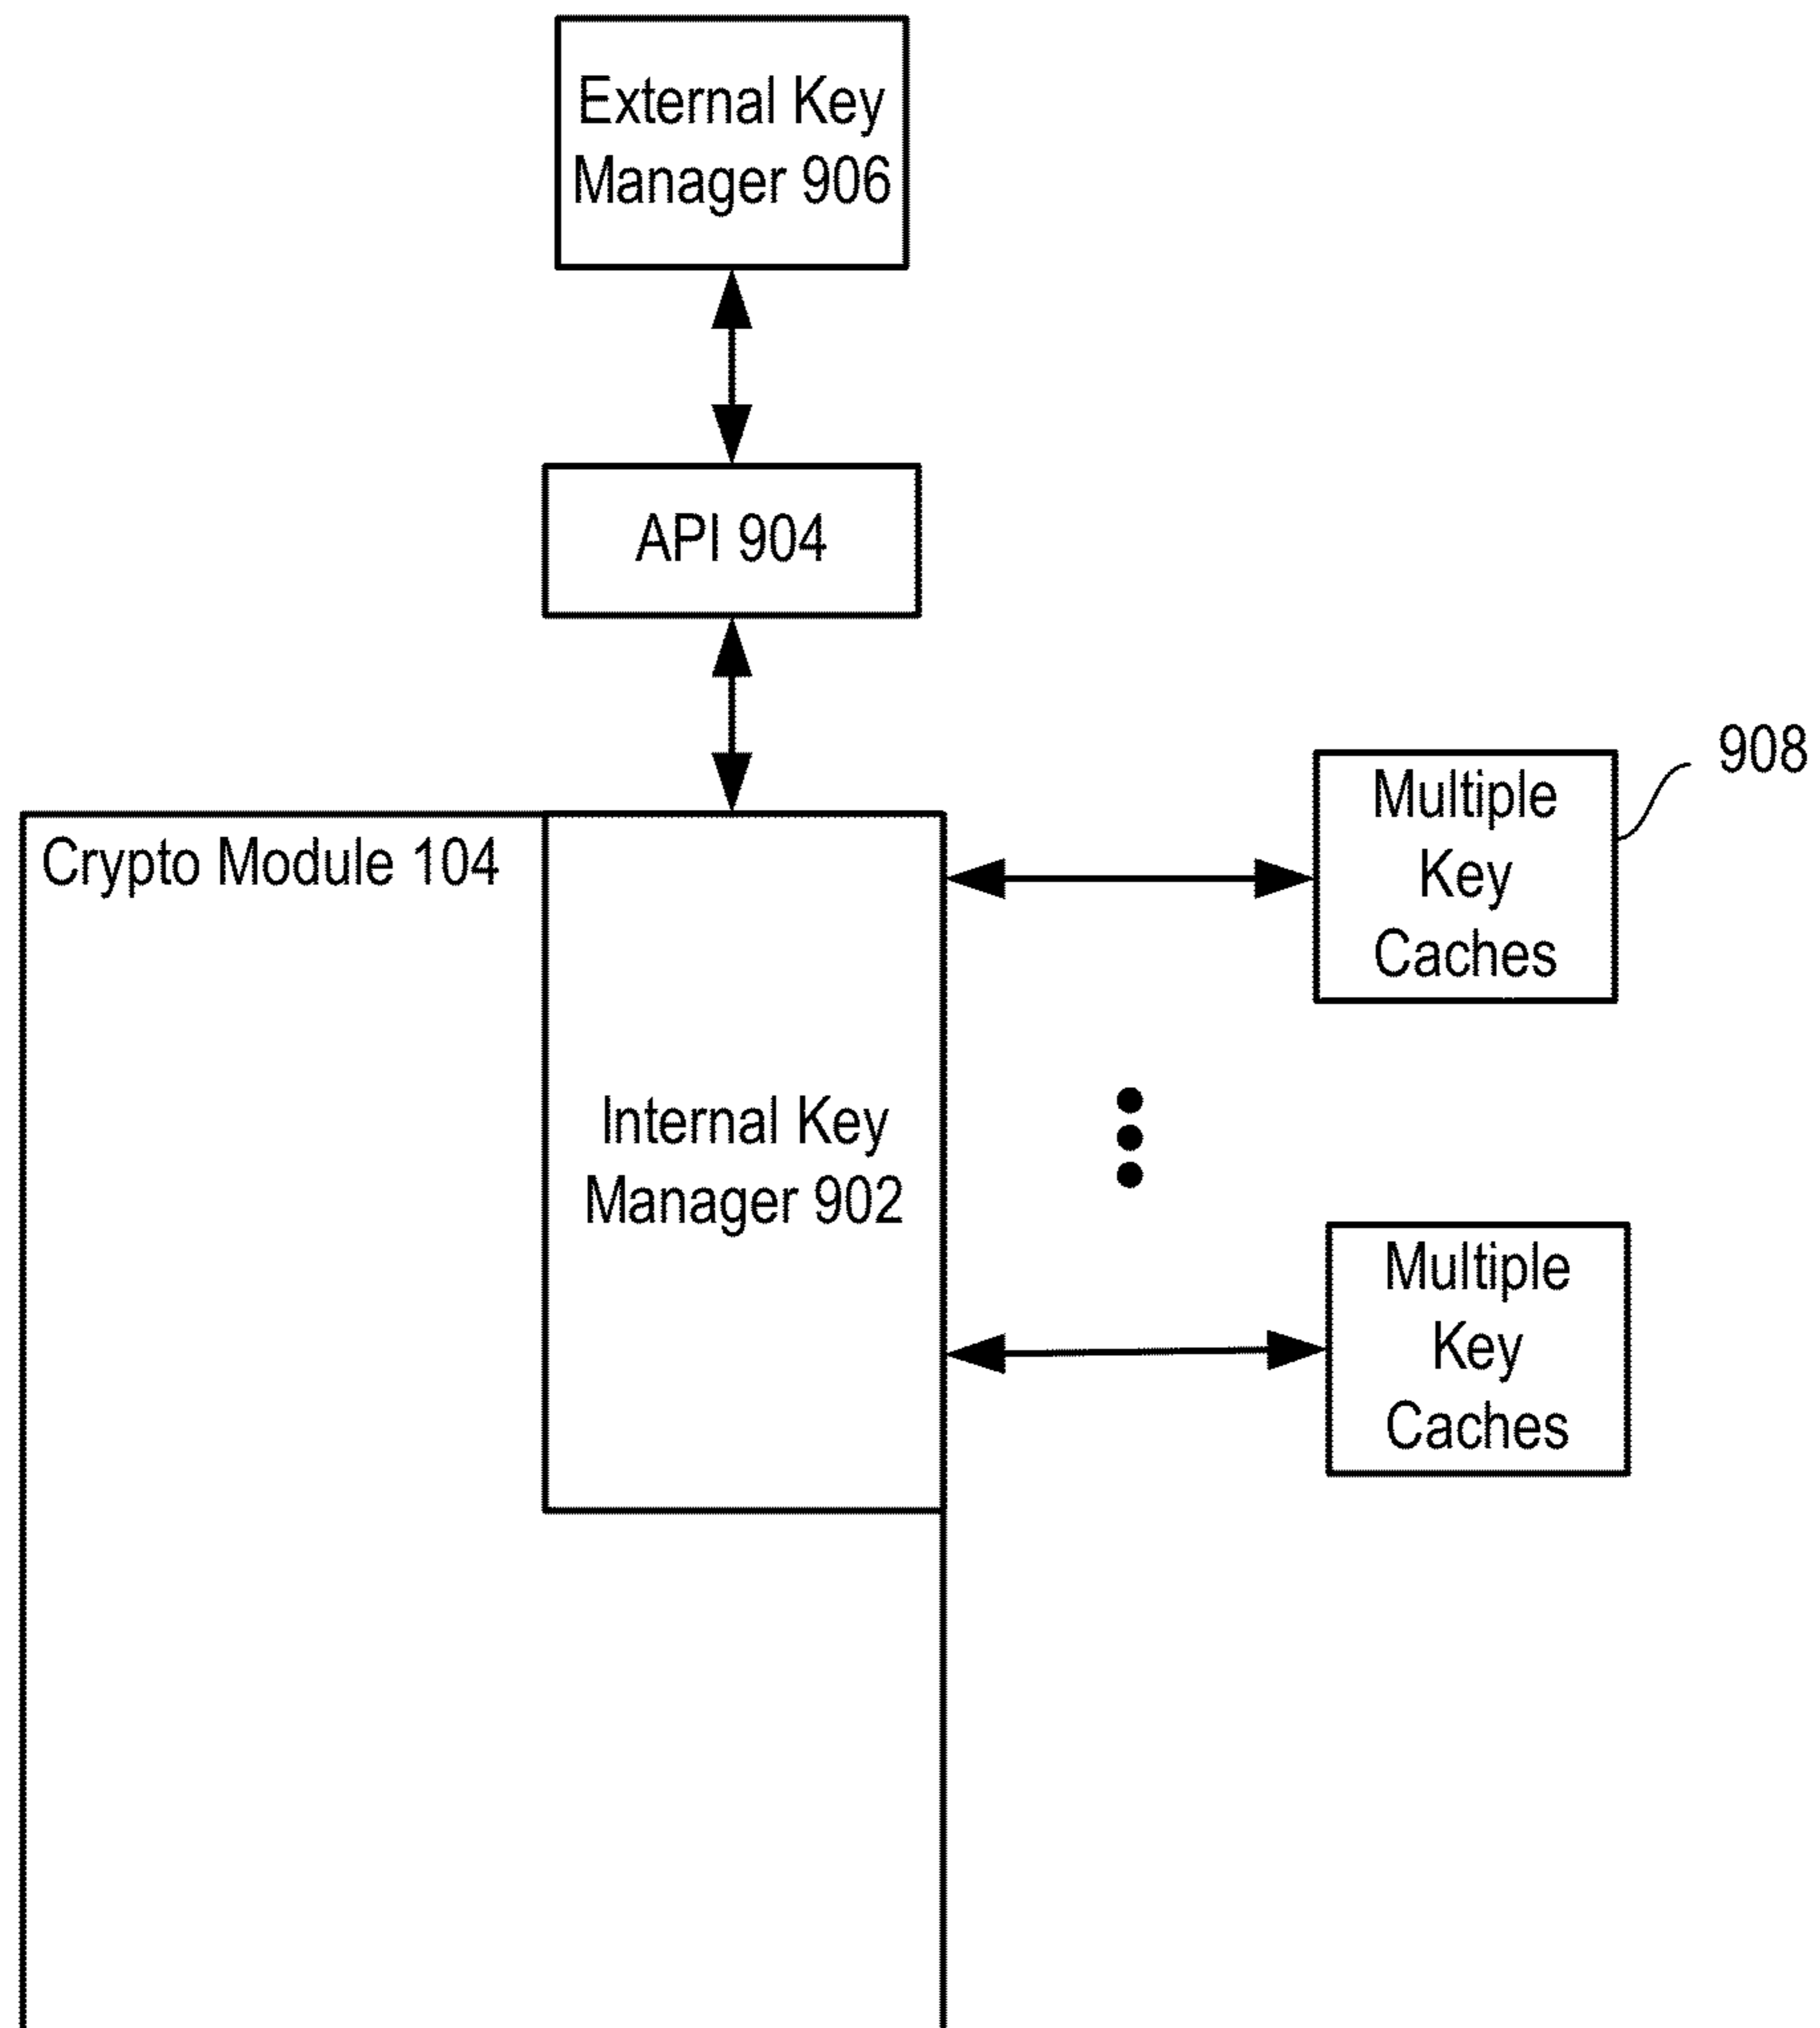 External Key
Manager 906
API 904
Crypto Module 104
Internal Key
Manager 902
908
Multiple
Key
Caches
Multiple
Key
Caches